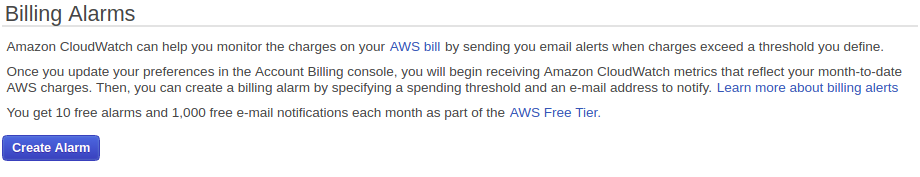 Billing Alarms
Amazon CloudWatch can help you monitor the charges on your AWS bill by sending you email alerts when charges exceed a threshold you define.
Once you update your preferences in the Account Billing console, you will begin receiving Amazon CloudWatch metrics that reflect your month-to-date
AWS charges. Then, you can create a billing alarm by specifying a spending threshold and an e-mail address to notify. Learn more about billing alerts
You get 10 free alarms and 1,000 free e-mail notifications each month as part of the AWS Free Tier.
Create Alarm